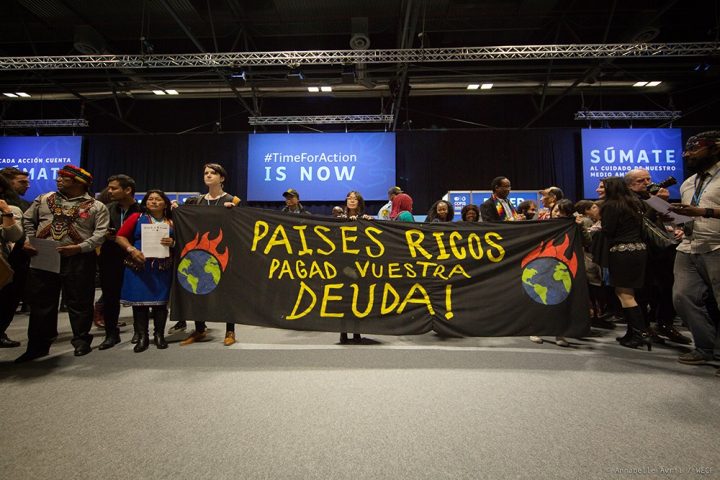 CADA ACCIÓN CUENTA
SÚMATE
#TimeForAction
IS NOW
SÚMATE
AL CUIDADO DE NUESTRO
MEDIO
PAISES RICOS
PAGAD VUESTRA
DEUDA!
© Annabelle Avril / WECF